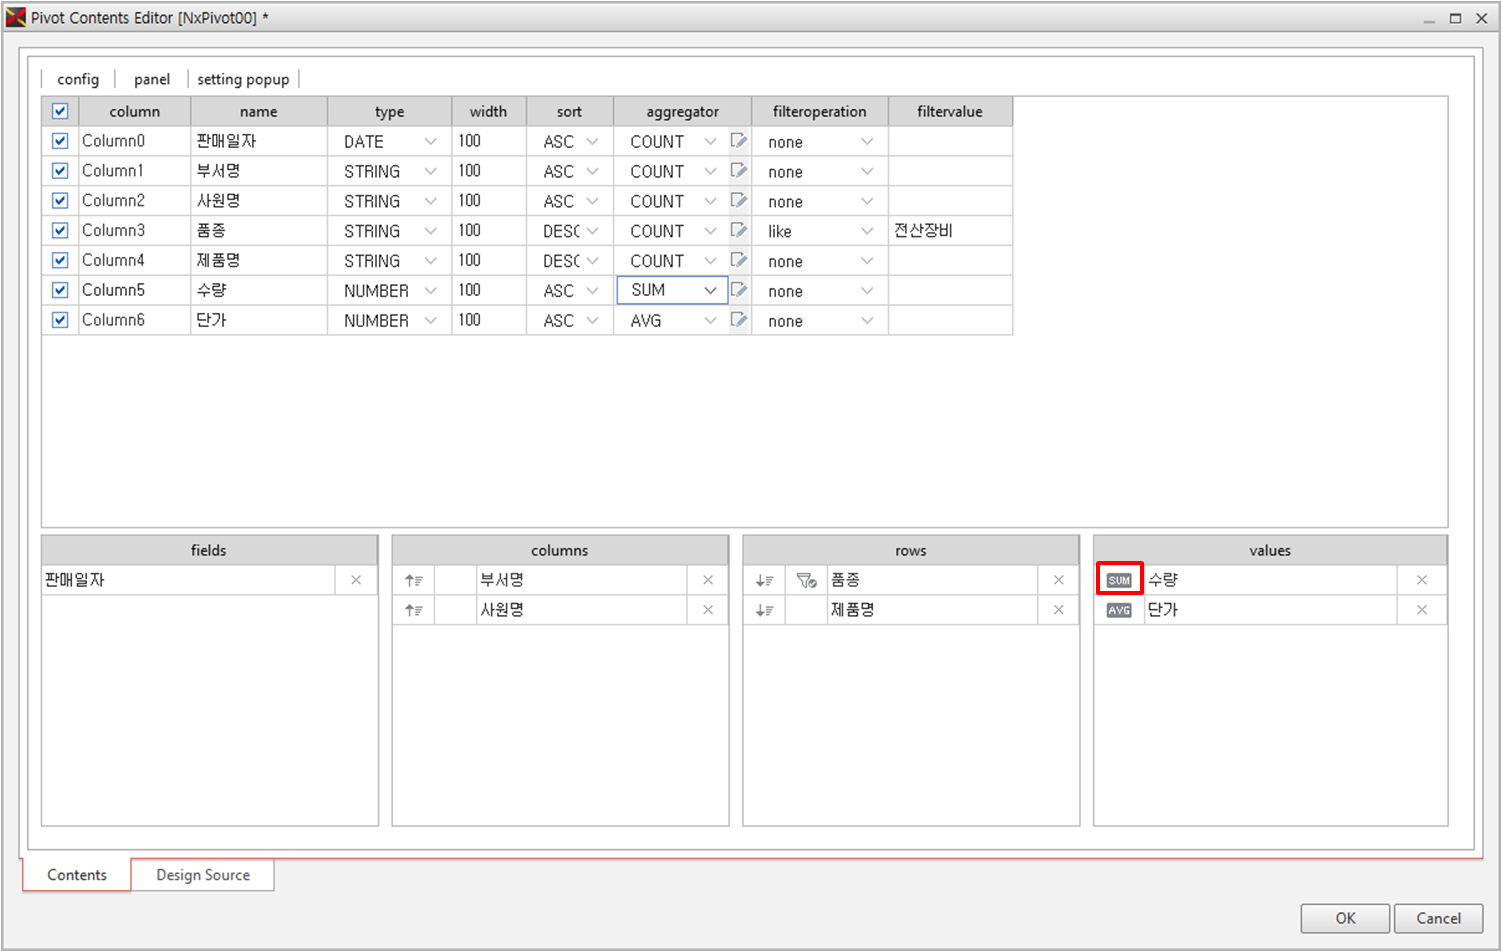 Pivot Contents Editor [NxPivot00] *
config panel setting popup
column name type width sort aggregator filteroperation filtervalue
Column0 판매일자 DATE 100 ASC COUNT none
Column1 부서명 STRING 100 ASC COUNT none
Column2 사원명 STRING 100 ASC COUNT none
Column3 품종 STRING 100 DESC COUNT like 전산장비
Column4 제품명 STRING 100 DESC COUNT none
Column5 수량 NUMBER 100 ASC SUM none
Column6 단가 NUMBER 100 ASC AVG none
fields columns rows values
판매일자 부서명 품종 SUM 수량
사원명 제품명 AVG 단가
Contents Design Source
OK Cancel